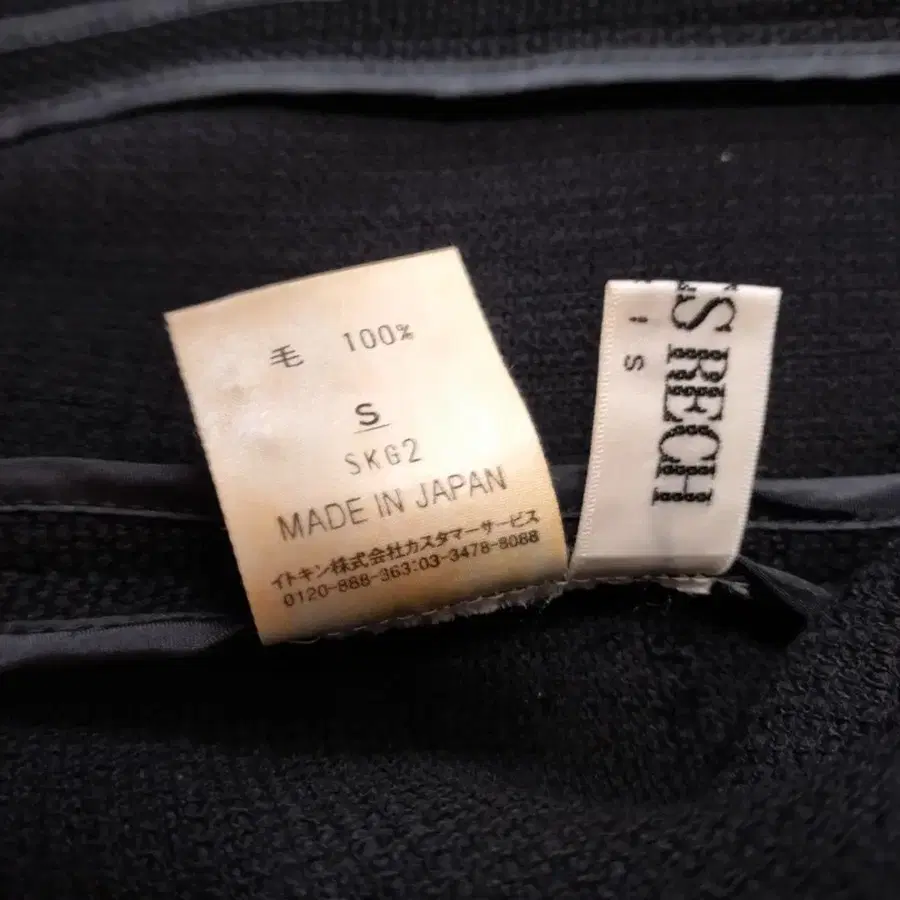 毛 100%
S
SKG2
MADE IN JAPAN
イトキン株式会社カスタマーサービス
0120-888-363:03-3478-8088
S RECH
S